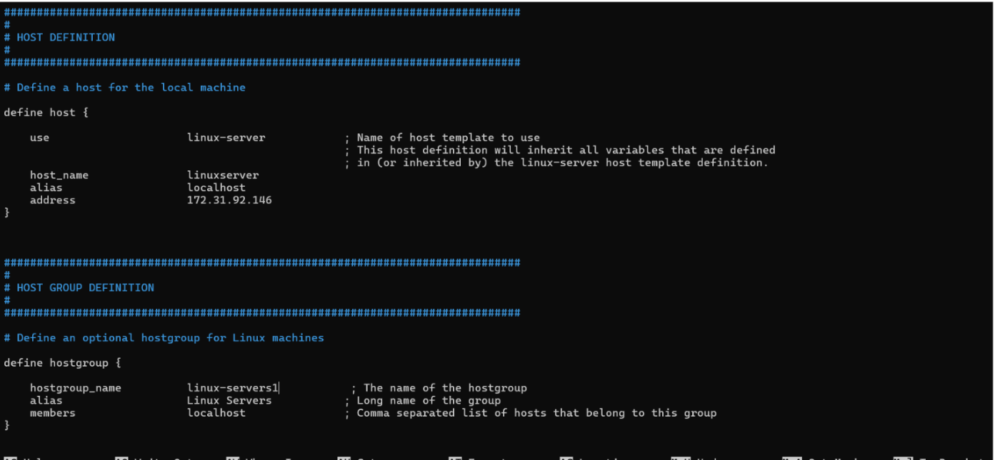 ###############################################################################
#
# HOST DEFINITION
#
###############################################################################
# Define a host for the local machine
define host {
use linux-server ; Name of host template to use
; This host definition will inherit all variables that are defined
; in (or inherited by) the linux-server host template definition.
host_name linuxserver
alias localhost
address 172.31.92.146
}
###############################################################################
#
# HOST GROUP DEFINITION
#
###############################################################################
# Define an optional hostgroup for Linux machines
define hostgroup {
hostgroup_name linux-servers1 ; The name of the hostgroup
alias Linux Servers ; Long name of the group
members localhost ; Comma separated list of hosts that belong to this group
}